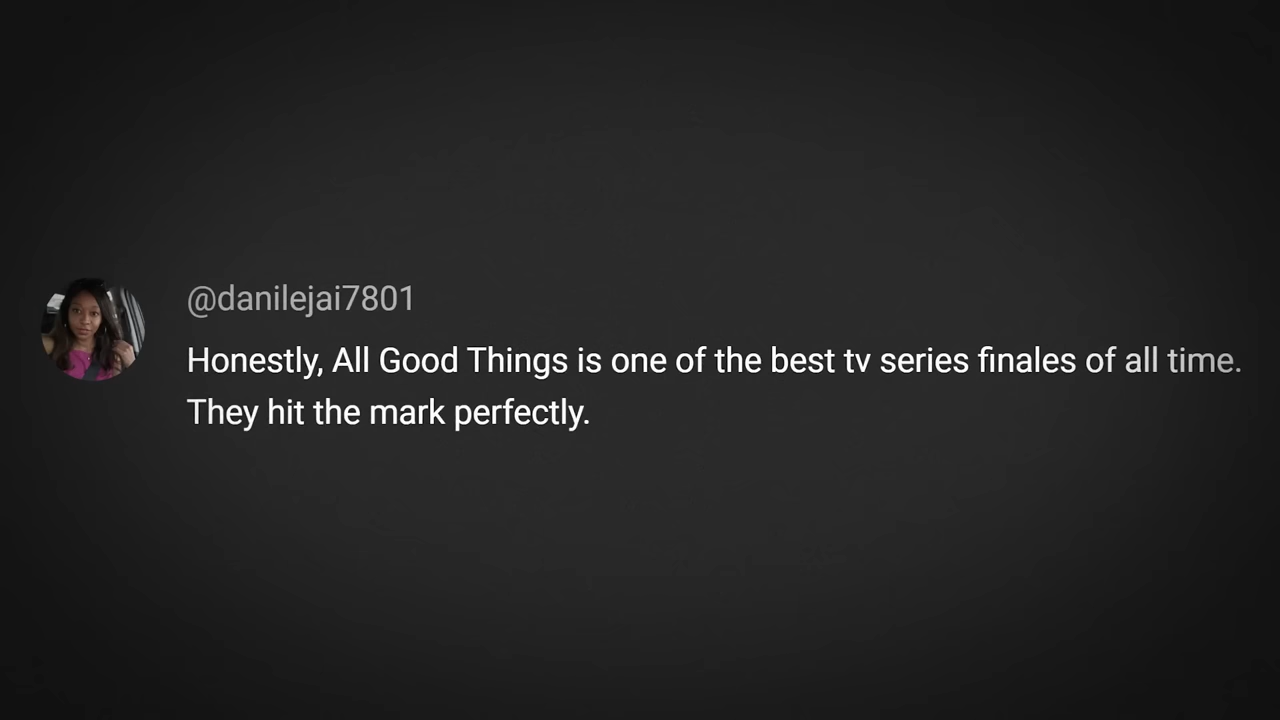 @danilejai7801
Honestly, All Good Things is one of the best tv series finales of all time.
They hit the mark perfectly.